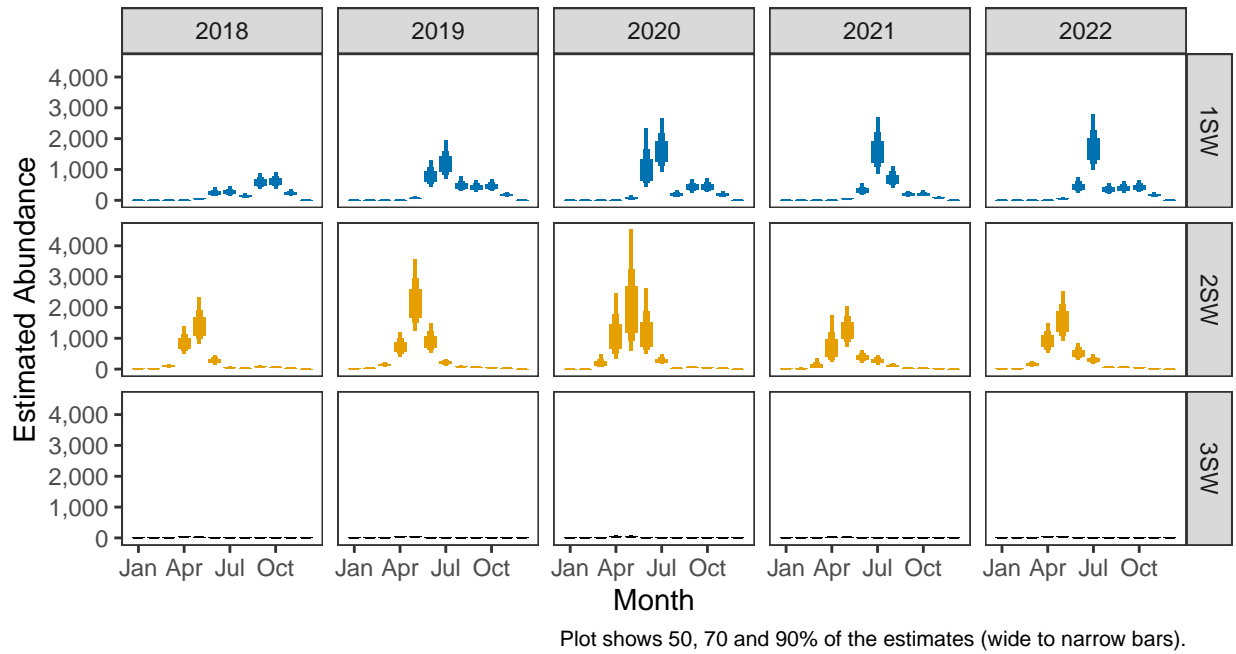 2018 2019 2020 2021 2022
4,000
3,000
2,000
1,000
0
1SW
4,000
3,000
2,000
1,000
0
2SW
4,000
3,000
2,000
1,000
0
3SW
Estimated Abundance
Jan Apr Jul Oct Jan Apr Jul Oct Jan Apr Jul Oct Jan Apr Jul Oct Jan Apr Jul Oct
Month
Plot shows 50, 70 and 90% of the estimates (wide to narrow bars).